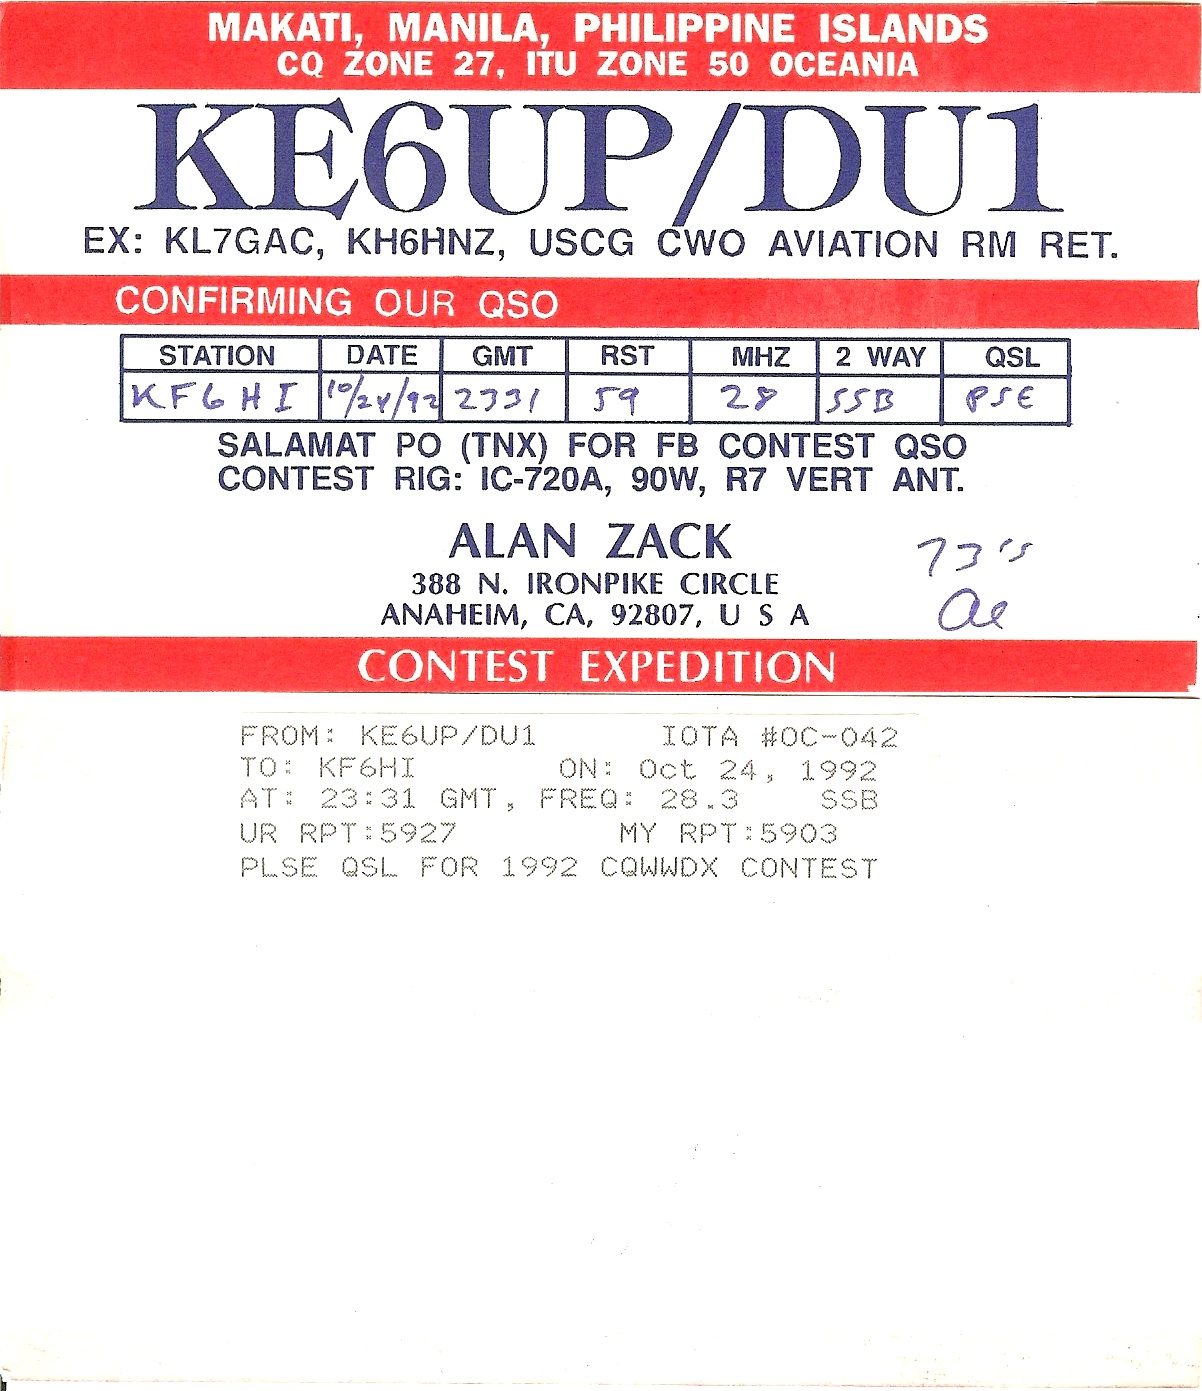 MAKATI, MANILA, PHILIPPINE ISLANDS
CQ ZONE 27, ITU ZONE 50 OCEANIA
KE6UP/DU1
EX: KL7GAC, KH6HNZ, USCG CWO AVIATION RM RET.
CONFIRMING OUR QSO
STATION DATE GMT RST MHZ 2 WAY QSL
KF6HI 10/24/92 2331 59 28 SSB PSE
SALAMAT PO (TNX) FOR FB CONTEST QSO
CONTEST RIG: IC-720A, 90W, R7 VERT ANT.
ALAN ZACK
388 N. IRONPIKE CIRCLE
ANAHEIM, CA, 92807, U S A
73's
Al
CONTEST EXPEDITION
FROM: KE6UP/DU1 IOTA #OC-042
TO: KF6HI ON: Oct 24, 1992
AT: 23:31 GMT, FREQ: 28.3 SSB
UR RPT:5927 MY RPT:5903
PLSE QSL FOR 1992 CQWWDX CONTEST